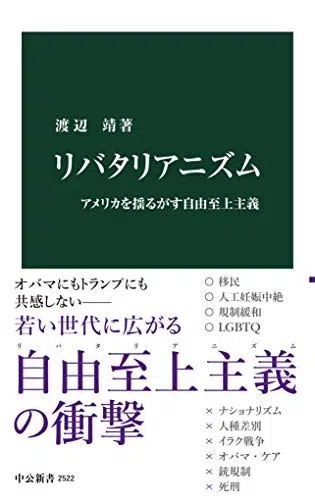 渡辺 靖著
リバタリアニズム
アメリカを揺るがす自由至上主義
オバマにもトランプにも
共感しない——
若い世代に広がる
リバタリアニズム
自由至上主義
の衝撃
○ 移民
○ 人工妊娠中絶
○ 規制緩和
○ LGBTQ
× ナショナリズム
× 人種差別
× イラク戦争
× オバマ・ケア
× 銃規制
× 死刑
中公新書 2522